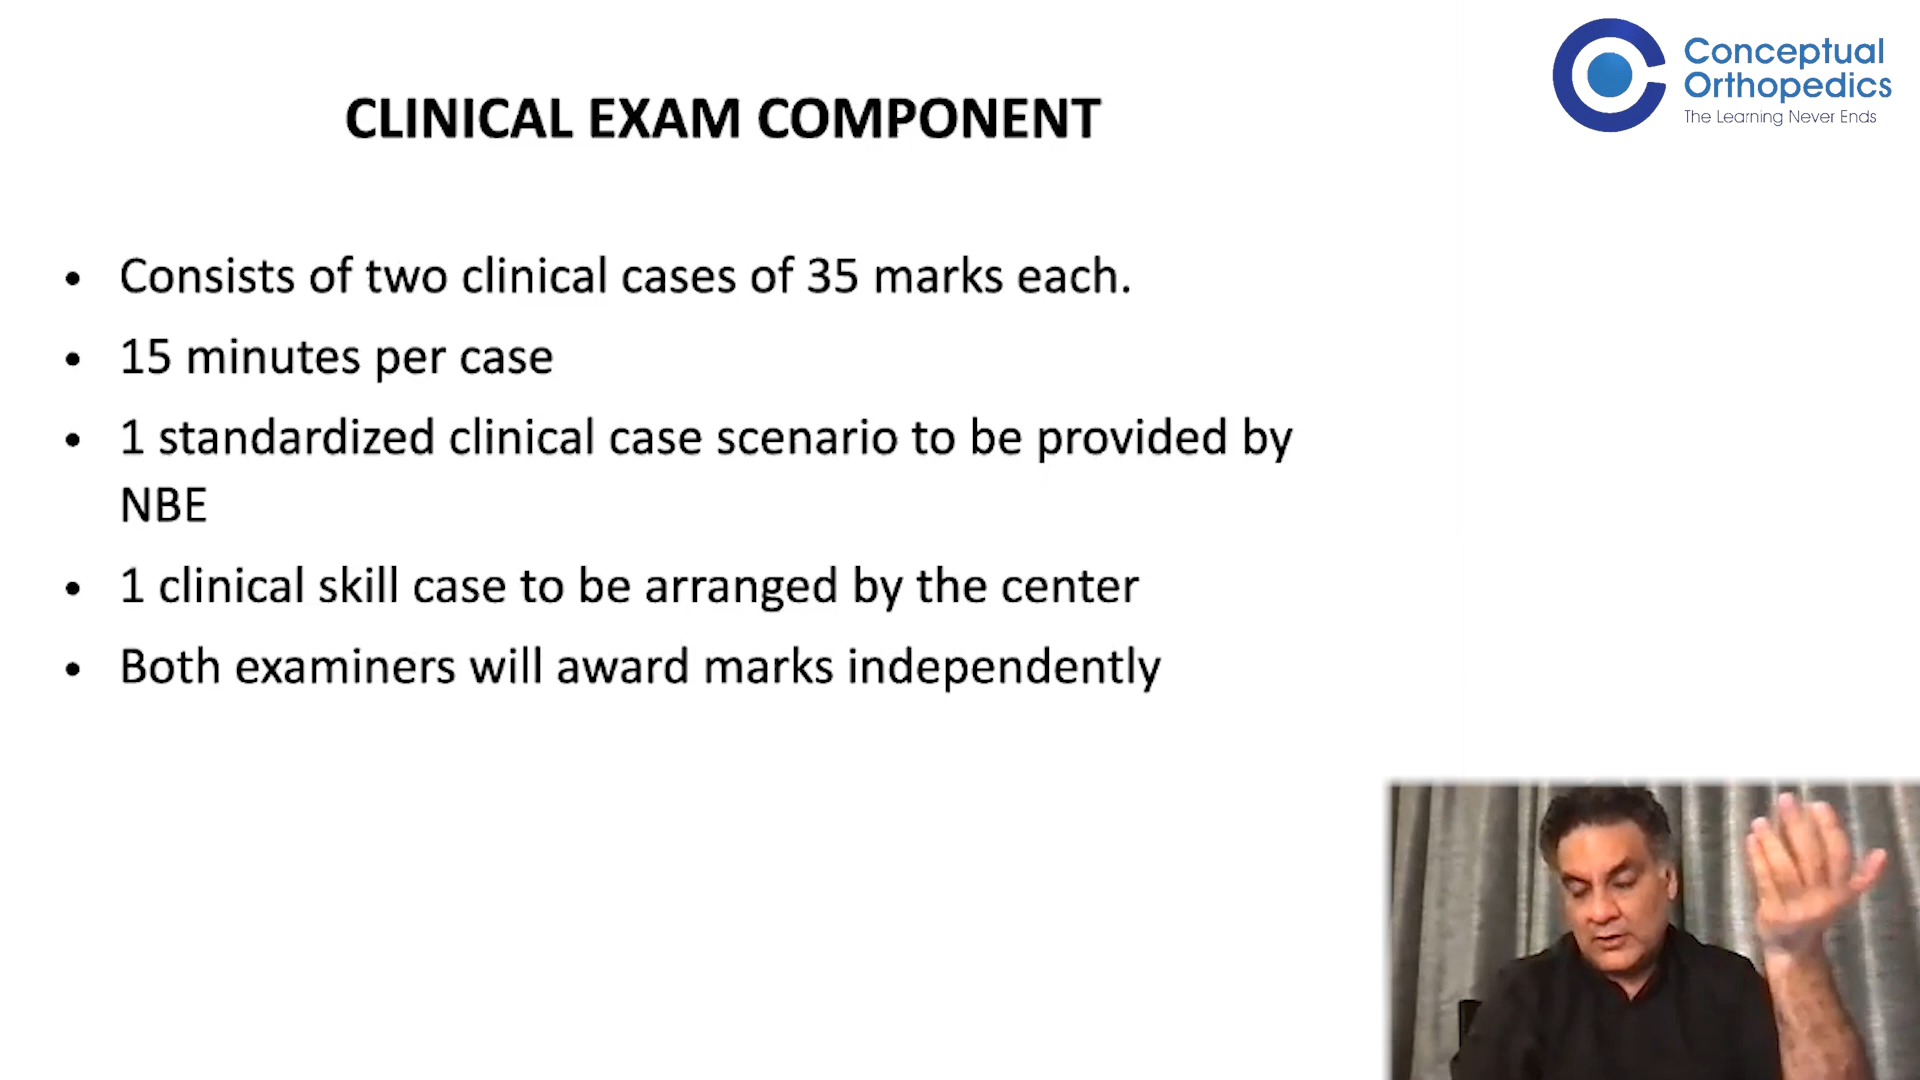 Conceptual
Orthopedics
The Learning Never Ends
CLINICAL EXAM COMPONENT
• Consists of two clinical cases of 35 marks each.
• 15 minutes per case
• 1 standardized clinical case scenario to be provided by
NBE
• 1 clinical skill case to be arranged by the center
• Both examiners will award marks independently